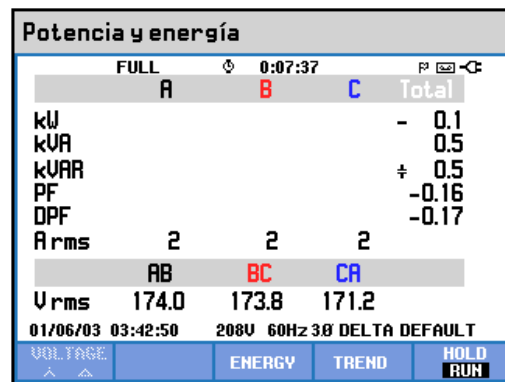 Potencia y energía
FULL 0:07:37
A B C Total
kW - 0.1
kVA 0.5
kVAR 0.5
PF -0.16
DPF -0.17
A rms 2 2 2
AB BC CA
V rms 174.0 173.8 171.2
01/06/03 03:42:50 208V 60Hz 3Ø DELTA DEFAULT
VOLTAGE ENERGY TREND HOLD
RUN